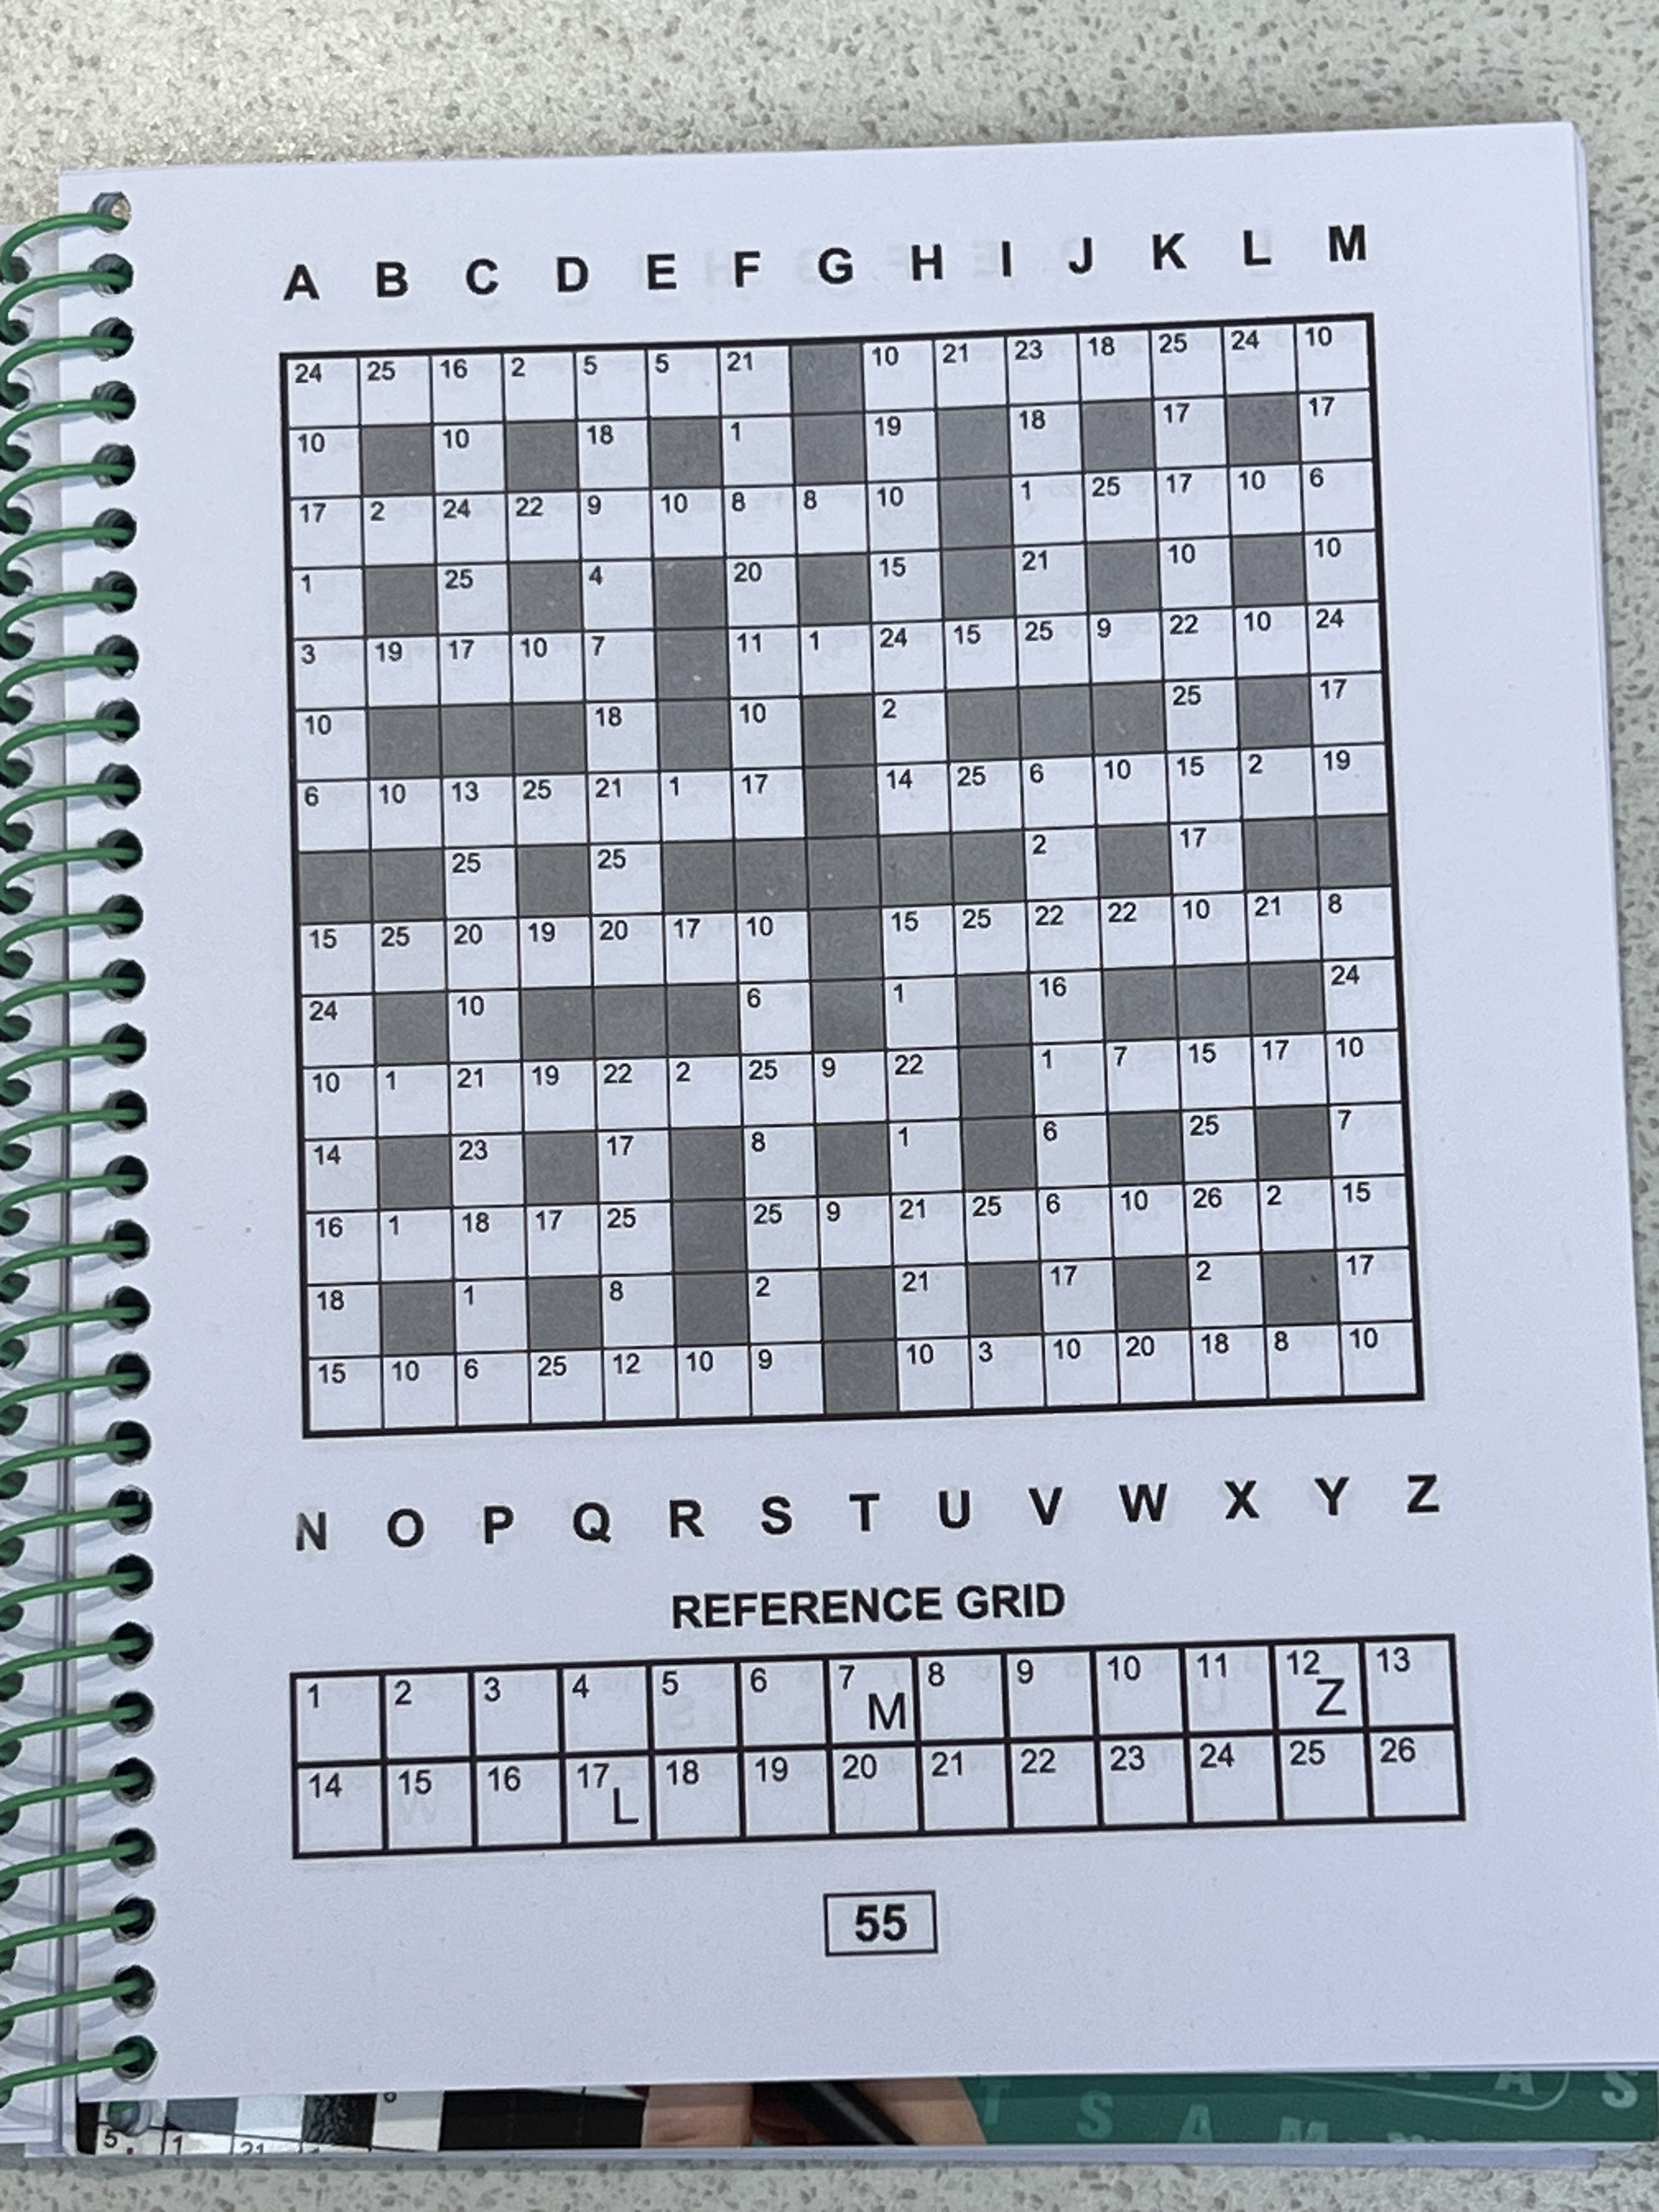 A B C D E F G H I J K L M
24 25 16 2 5 5 21 10 21 23 18 25 24 10
10 10 18 1 19 18 17 17
17 2 24 22 9 10 8 8 10 1 25 17 10 6
1 25 4 20 15 21 10 10
3 19 17 10 7 11 1 24 15 25 9 22 10 24
10 18 10 2 25 17
6 10 13 25 21 1 17 14 25 6 10 15 2 19
25 25 2 17
15 25 20 19 20 17 10 15 25 22 22 10 21 8
24 10 6 1 16 24
10 1 21 19 22 2 25 9 22 1 7 15 17 10
14 23 17 8 1 6 25 7
16 1 18 17 25 25 9 21 25 6 10 26 2 15
18 1 8 2 21 17 2 17
15 10 6 25 12 10 9 10 3 10 20 18 8 10
N O P Q R S T U V W X Y Z
REFERENCE GRID
1 2 3 4 5 6 7 M 8 9 10 11 12 Z 13
14 15 16 17 L 18 19 20 21 22 23 24 25 26
55